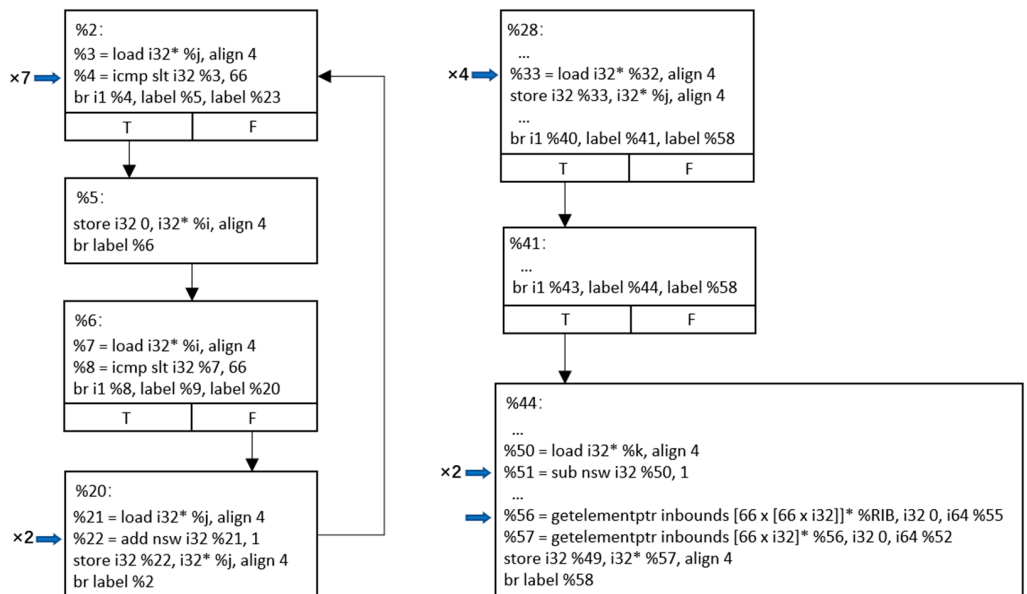 %2:
%3 = load i32* %j, align 4
×7
%4 = icmp slt i32 %3, 66
br i1 %4, label %5, label %23
T F
%5:
store i32 0, i32* %i, align 4
br label %6
%6:
%7 = load i32* %i, align 4
%8 = icmp slt i32 %7, 66
br i1 %8, label %9, label %20
T F
%20:
%21 = load i32* %j, align 4
×2
%22 = add nsw i32 %21, 1
store i32 %22, i32* %j, align 4
br label %2
%28:
...
×4
%33 = load i32* %32, align 4
store i32 %33, i32* %j, align 4
...
br i1 %40, label %41, label %58
T F
%41:
...
br i1 %43, label %44, label %58
T F
%44:
...
%50 = load i32* %k, align 4
×2
%51 = sub nsw i32 %50, 1
...
%56 = getelementptr inbounds [66 x [66 x i32]]* %RIB, i32 0, i64 %55
%57 = getelementptr inbounds [66 x i32]* %56, i32 0, i64 %52
store i32 %49, i32* %57, align 4
br label %58